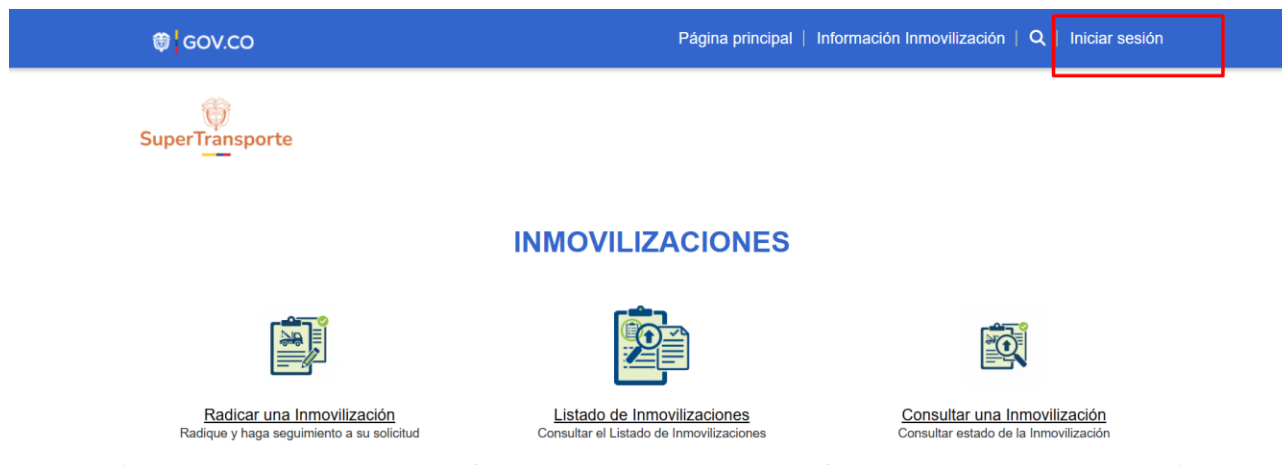 GOV.CO
Página principal | Información Inmovilización | Iniciar sesión
SuperTransporte
INMOVILIZACIONES
Radicar una Inmovilización
Radique y haga seguimiento a su solicitud
Listado de Inmovilizaciones
Consultar el Listado de Inmovilizaciones
Consultar una Inmovilización
Consultar estado de la Inmovilización